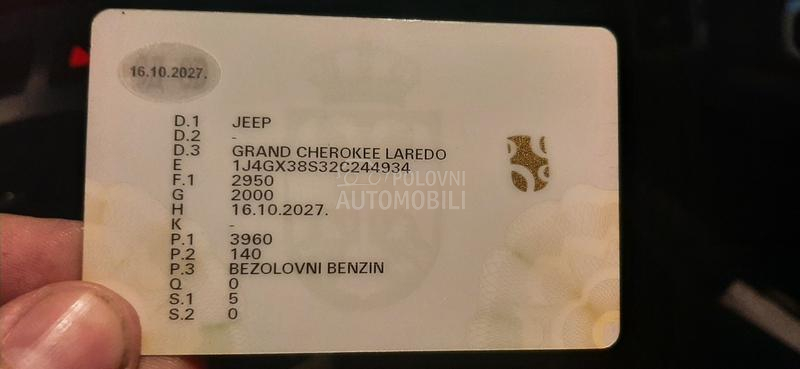 16.10.2027.
D.1 JEEP
D.2 -
D.3 GRAND CHEROKEE LAREDO
E 1J4GX38S32C244934
F.1 2950
G 2000
H 16.10.2027.
K -
P.1 3960
P.2 140
P.3 BEZOLOVNI BENZIN
Q 0
S.1 5
S.2 0
POLOVNI
AUTOMOBILI